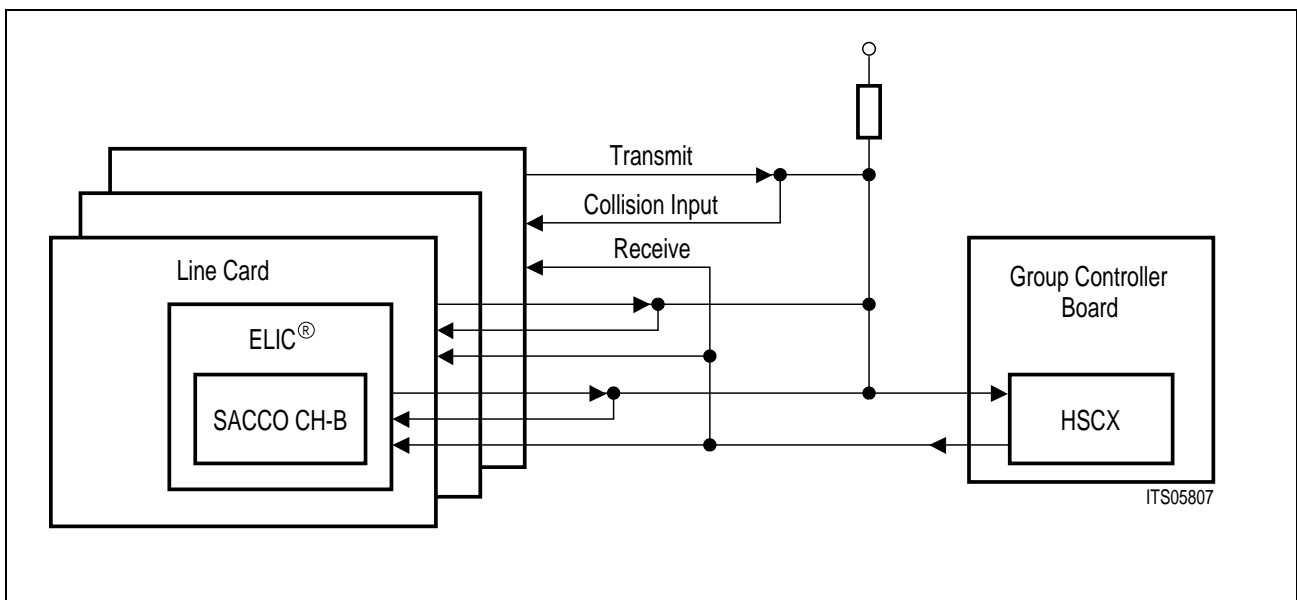 Transmit
Collision Input
Receive
Line Card
ELIC®
SACCO CH-B
Group Controller
Board
HSCX
ITS05807